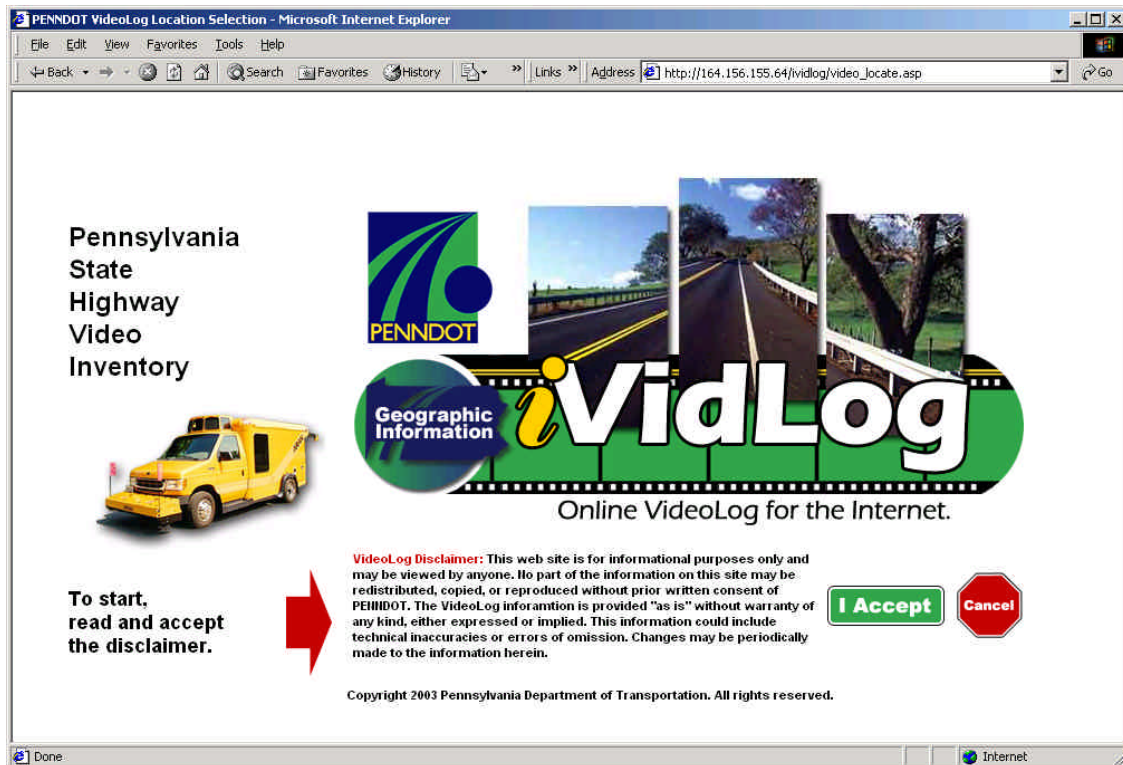 PENNDOT VideoLog Location Selection - Microsoft Internet Explorer
File Edit View Favorites Tools Help
Back Search Favorites History » Links » Address http://164.156.155.64/ividlog/video_locate.asp Go
Pennsylvania
State
Highway
Video
Inventory
PENNDOT
Geographic
Information
iVidLog
Online VideoLog for the Internet.
To start,
read and accept
the disclaimer.
VideoLog Disclaimer: This web site is for informational purposes only and
may be viewed by anyone. No part of the information on this site may be
redistributed, copied, or reproduced without prior written consent of
PENNDOT. The VideoLog inforamtion is provided "as is" without warranty of
any kind, either expressed or implied. This information could include
technical inaccuracies or errors of omission. Changes may be periodically
made to the information herein.
I Accept
Cancel
Copyright 2003 Pennsylvania Department of Transportation. All rights reserved.
Done Internet